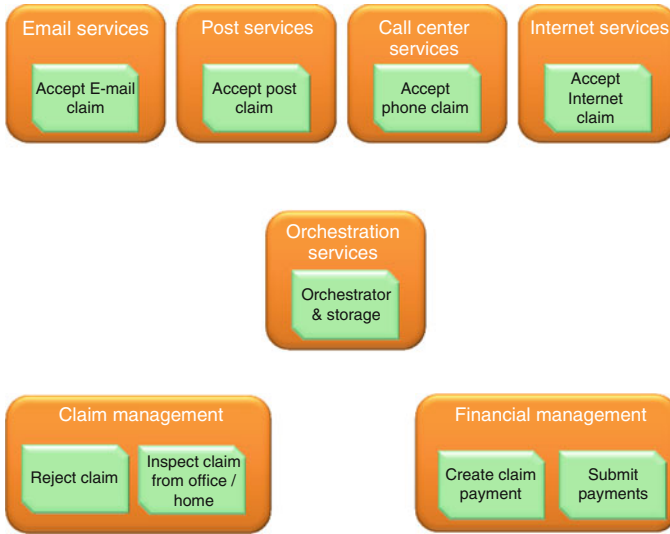 Email services
Accept E-mail
claim
Post services
Accept post
claim
Call center
services
Accept
phone claim
Internet services
Accept
Internet
claim
Orchestration
services
Orchestrator
& storage
Claim management
Reject claim
Inspect claim
from office /
home
Financial management
Create claim
payment
Submit
payments